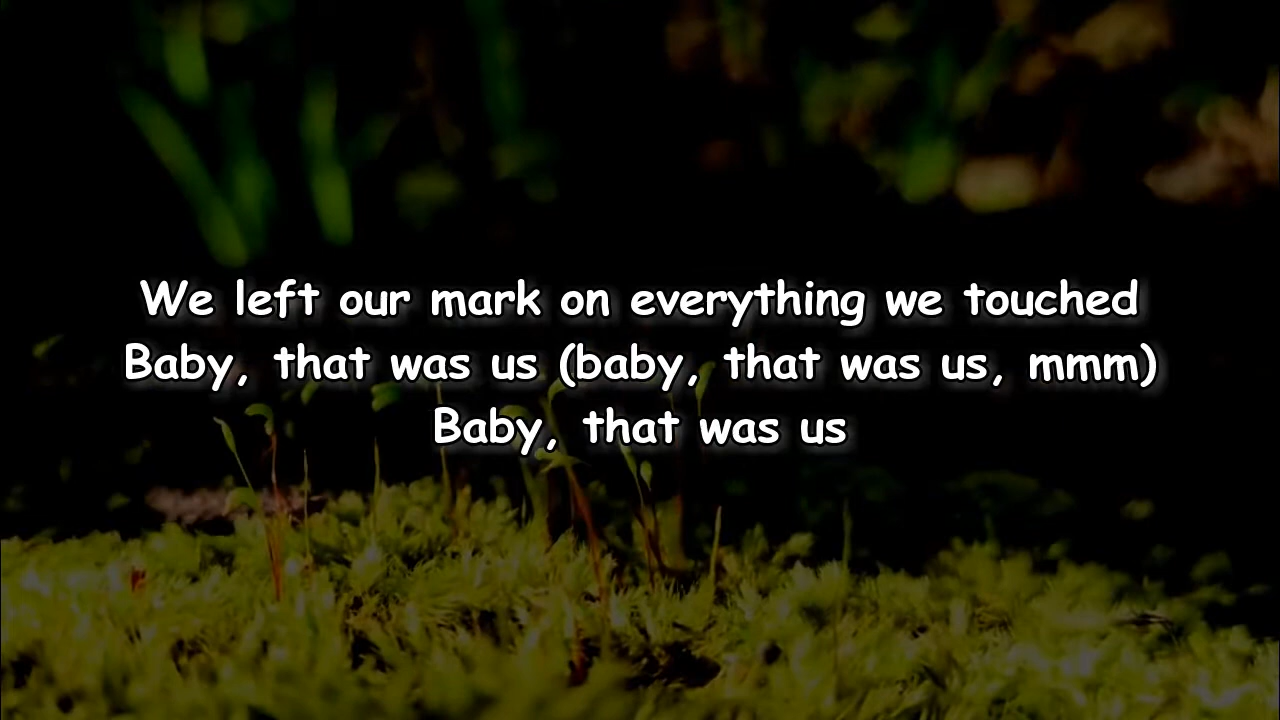 We left our mark on everything we touched
Baby, that was us (baby, that was us, mmm)
Baby, that was us